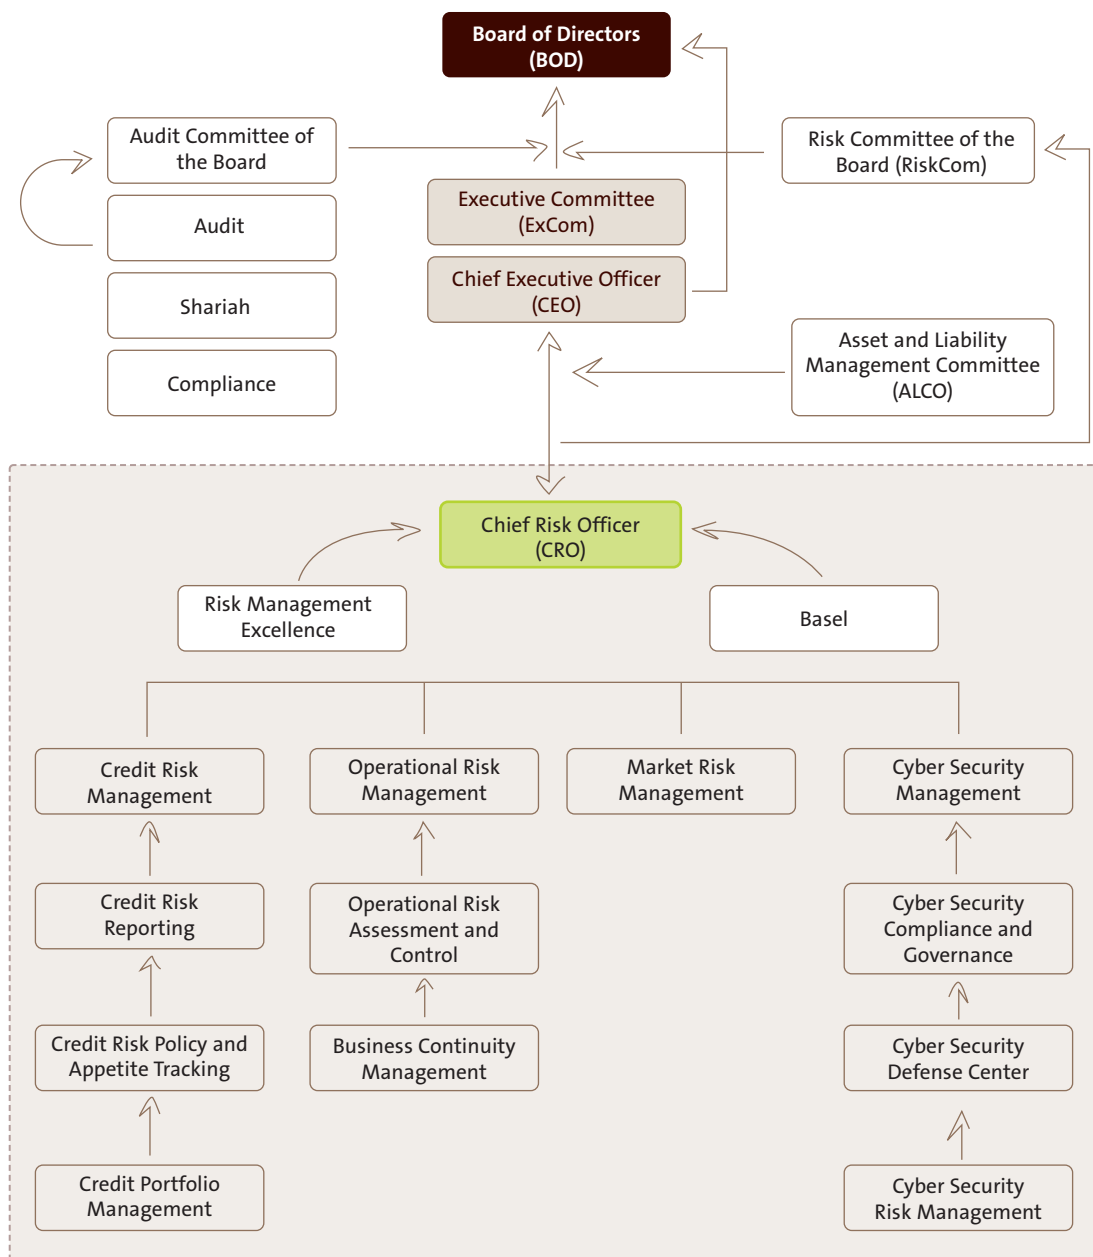 Board of Directors
(BOD)
Audit Committee of
the Board
Risk Committee of the
Board (RiskCom)
Executive Committee
(ExCom)
Audit
Chief Executive Officer
(CEO)
Shariah
Asset and Liability
Management Committee
(ALCO)
Compliance
Chief Risk Officer
(CRO)
Risk Management
Excellence
Basel
Credit Risk
Management
Operational Risk
Management
Market Risk
Management
Cyber Security
Management
Credit Risk
Reporting
Operational Risk
Assessment and
Control
Cyber Security
Compliance and
Governance
Credit Risk Policy and
Appetite Tracking
Business Continuity
Management
Cyber Security
Defense Center
Credit Portfolio
Management
Cyber Security
Risk Management